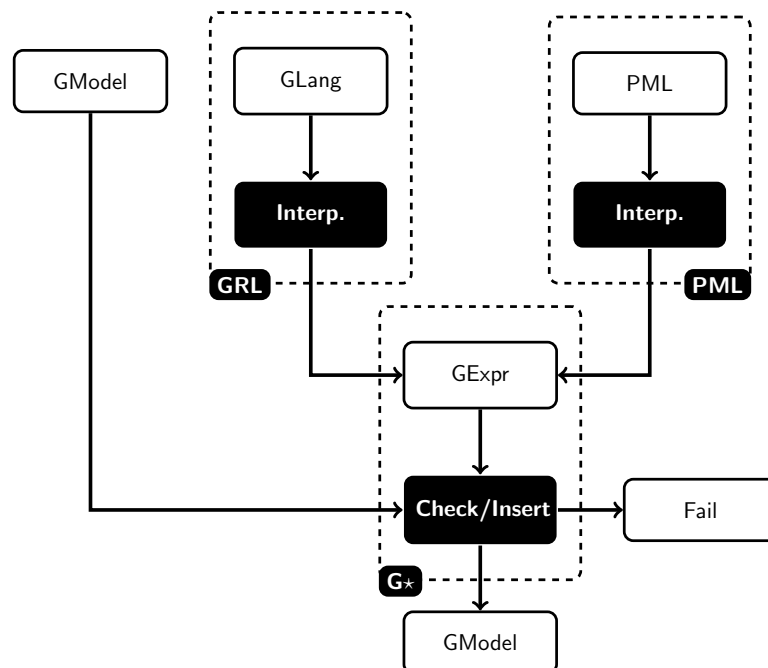 GModel
GLang
PML
Interp.
Interp.
GRL
PML
GExpr
Check/Insert
Fail
G⋆
GModel